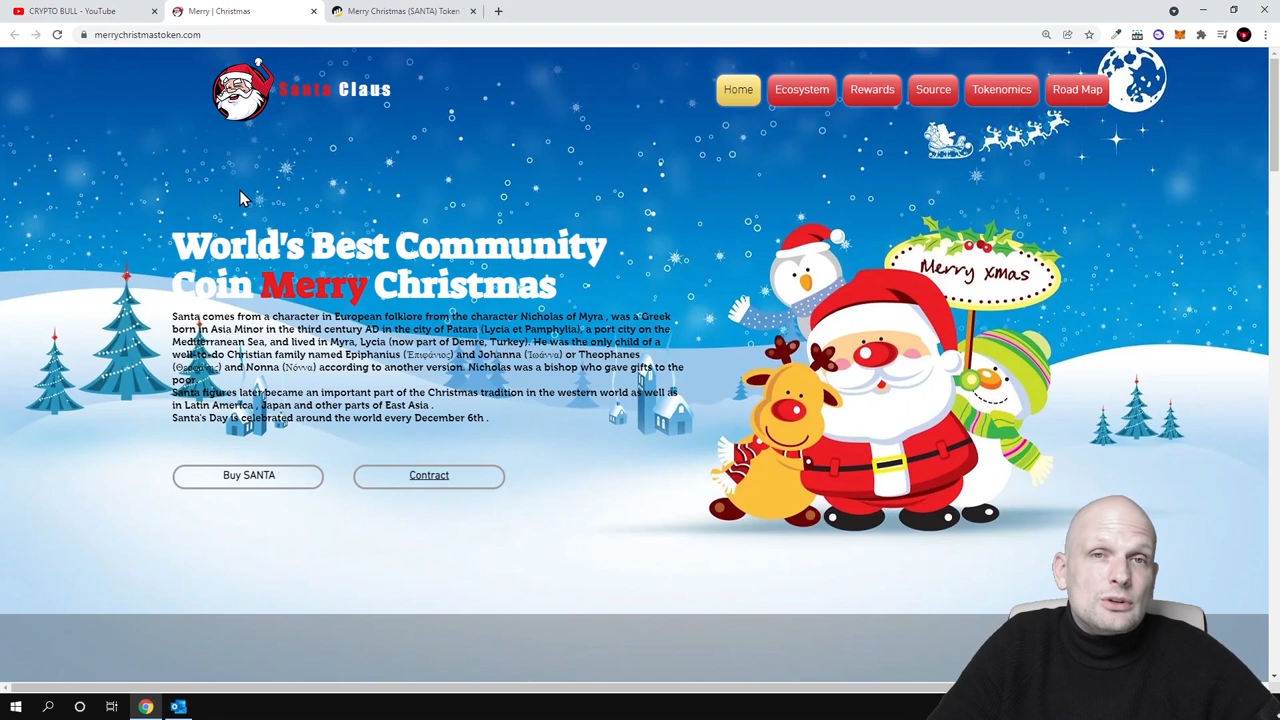 CRYPTO BULL - YouTube
Merry | Christmas
Merry Christmas (SANTA) Token
merrychristmastoken.com
Santa Claus
Home
Ecosystem
Rewards
Source
Tokenomics
Road Map
Merry xmas
World's Best Community
Coin Merry Christmas
Santa comes from a character in European folklore from the character Nicholas of Myra , was a Greek
born in Asia Minor in the third century AD in the city of Patara (Lycia et Pamphylia), a port city on the
Mediterranean Sea, and lived in Myra, Lycia (now part of Demre, Turkey). He was the only child of a
well-to-do Christian family named Epiphanius (Ἐπιφάνιος) and Johanna (Ἰωάννα) or Theophanes
(Θεοφάνης) and Nonna (Νόννα) according to another version. Nicholas was a bishop who gave gifts to the
poor.
Santa figures later became an important part of the Christmas tradition in the western world as well as
in Latin America , Japan and other parts of East Asia .
Santa's Day is celebrated around the world every December 6th .
Buy SANTA
Contract